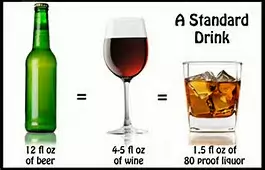 A Standard
Drink
=
=
12 fl oz
of beer
4-5 fl oz
of wine
1.5 fl oz of
80 proof liquor